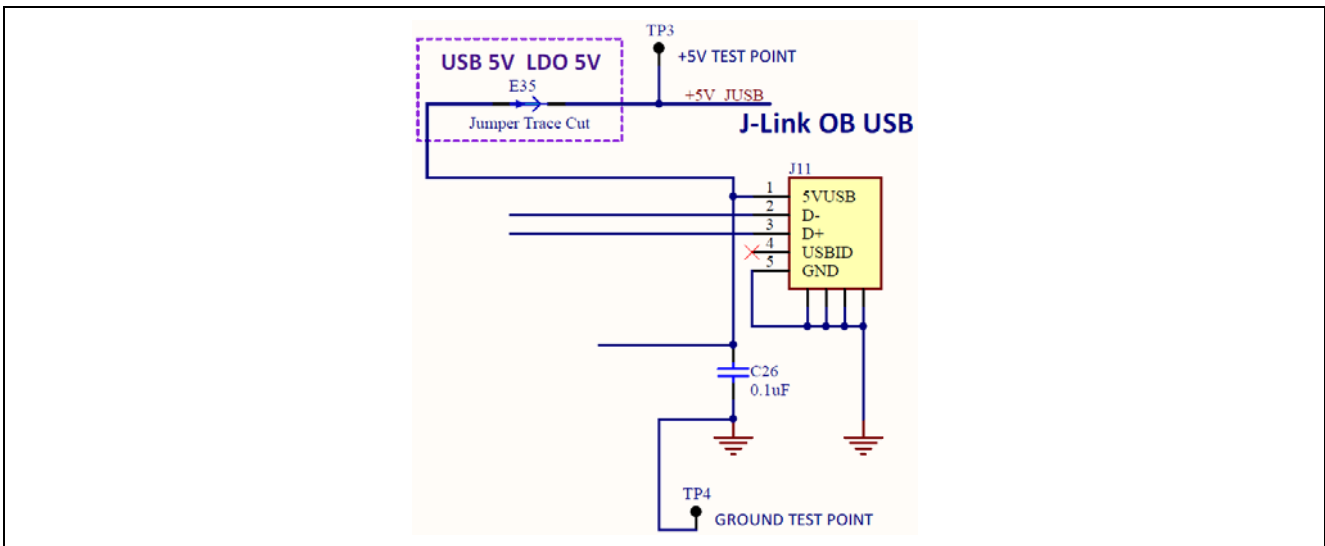 TP3
USB 5V LDO 5V
+5V TEST POINT
E35
+5V_JUSB
Jumper Trace Cut
J-Link OB USB
J11
1
5VUSB
2
D-
3
D+
4
USBID
5
GND
C26
0.1uF
TP4
GROUND TEST POINT